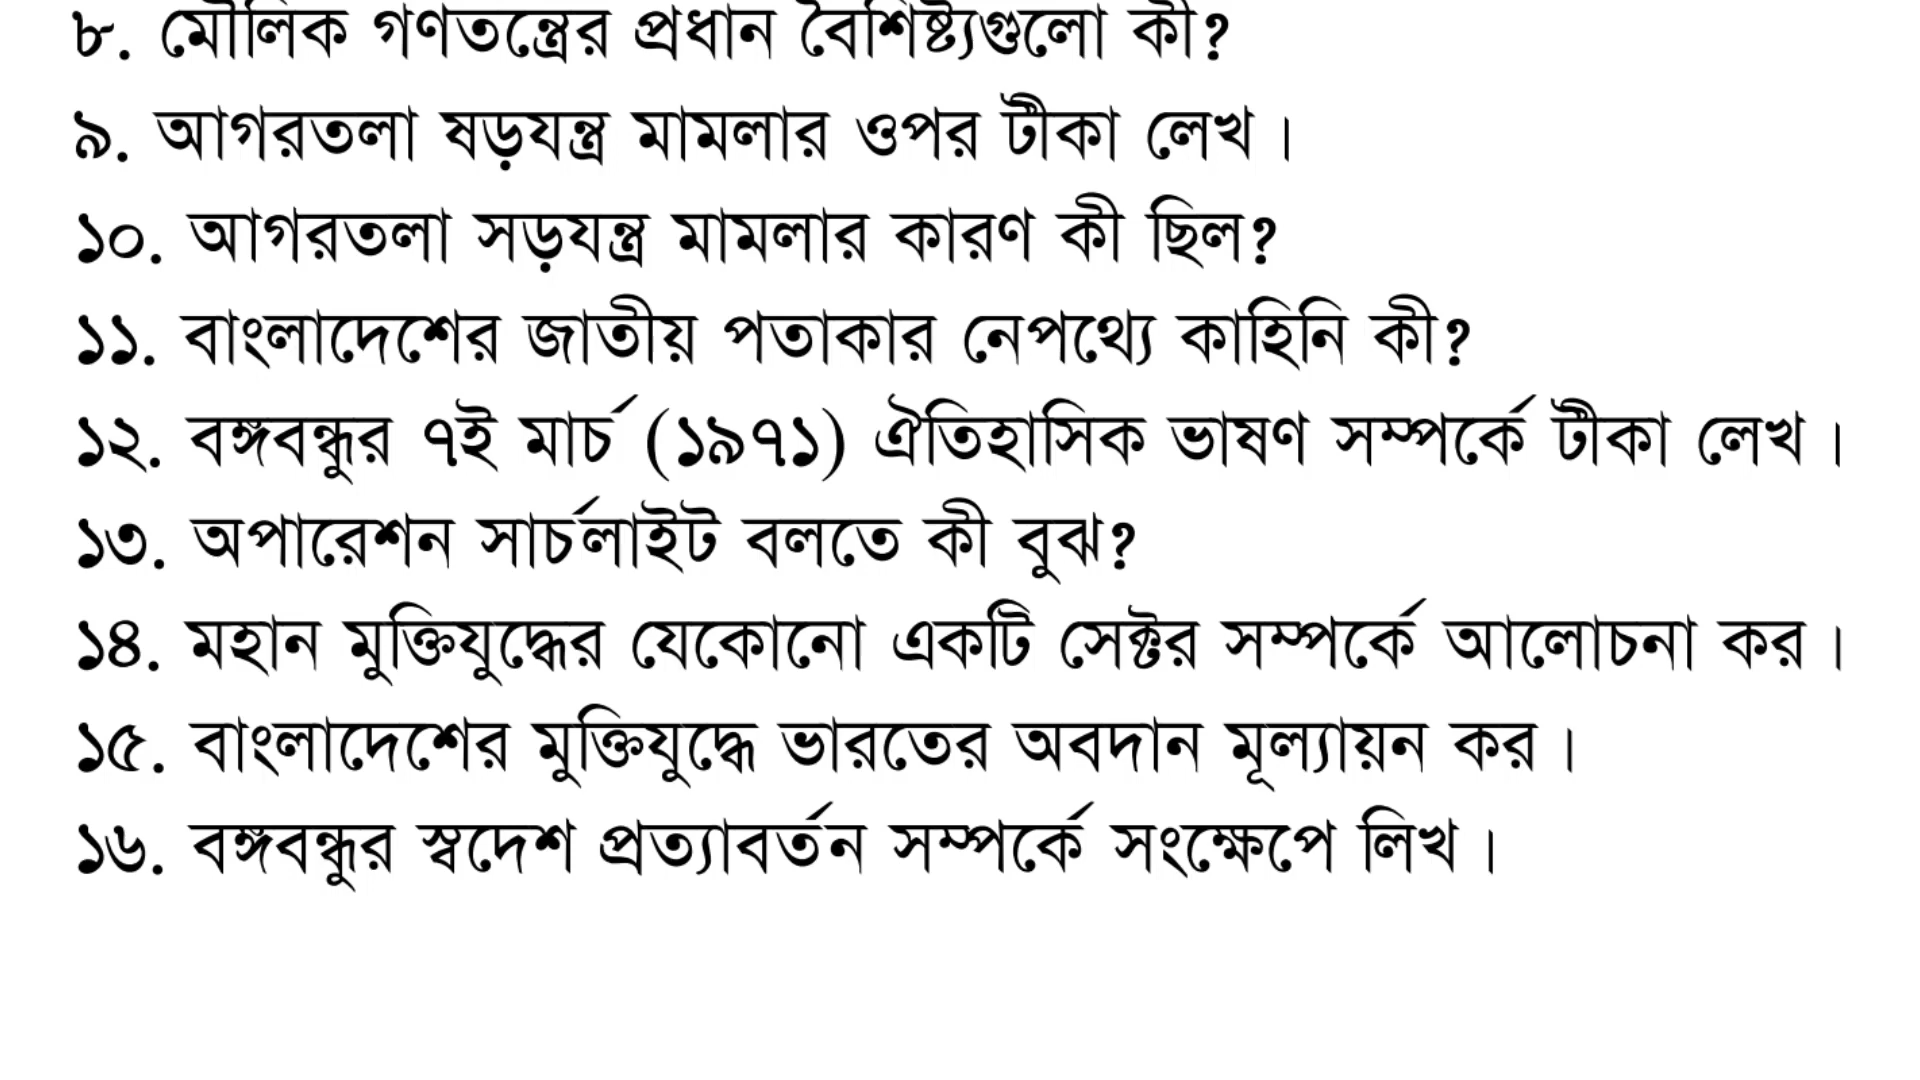 ৮. মৌলিক গণতন্ত্রের প্রধান বৈশিষ্ট্যগুলো কী?
৯. আগরতলা ষড়যন্ত্র মামলার ওপর টীকা লেখ।
১০. আগরতলা সড়যন্ত্র মামলার কারণ কী ছিল?
১১. বাংলাদেশের জাতীয় পতাকার নেপথ্যে কাহিনি কী?
১২. বঙ্গবন্ধুর ৭ই মার্চ (১৯৭১) ঐতিহাসিক ভাষণ সম্পর্কে টীকা লেখ।
১৩. অপারেশন সার্চলাইট বলতে কী বুঝ?
১৪. মহান মুক্তিযুদ্ধের যেকোনো একটি সেক্টর সম্পর্কে আলোচনা কর।
১৫. বাংলাদেশের মুক্তিযুদ্ধে ভারতের অবদান মূল্যায়ন কর।
১৬. বঙ্গবন্ধুর স্বদেশ প্রত্যাবর্তন সম্পর্কে সংক্ষেপে লিখ।